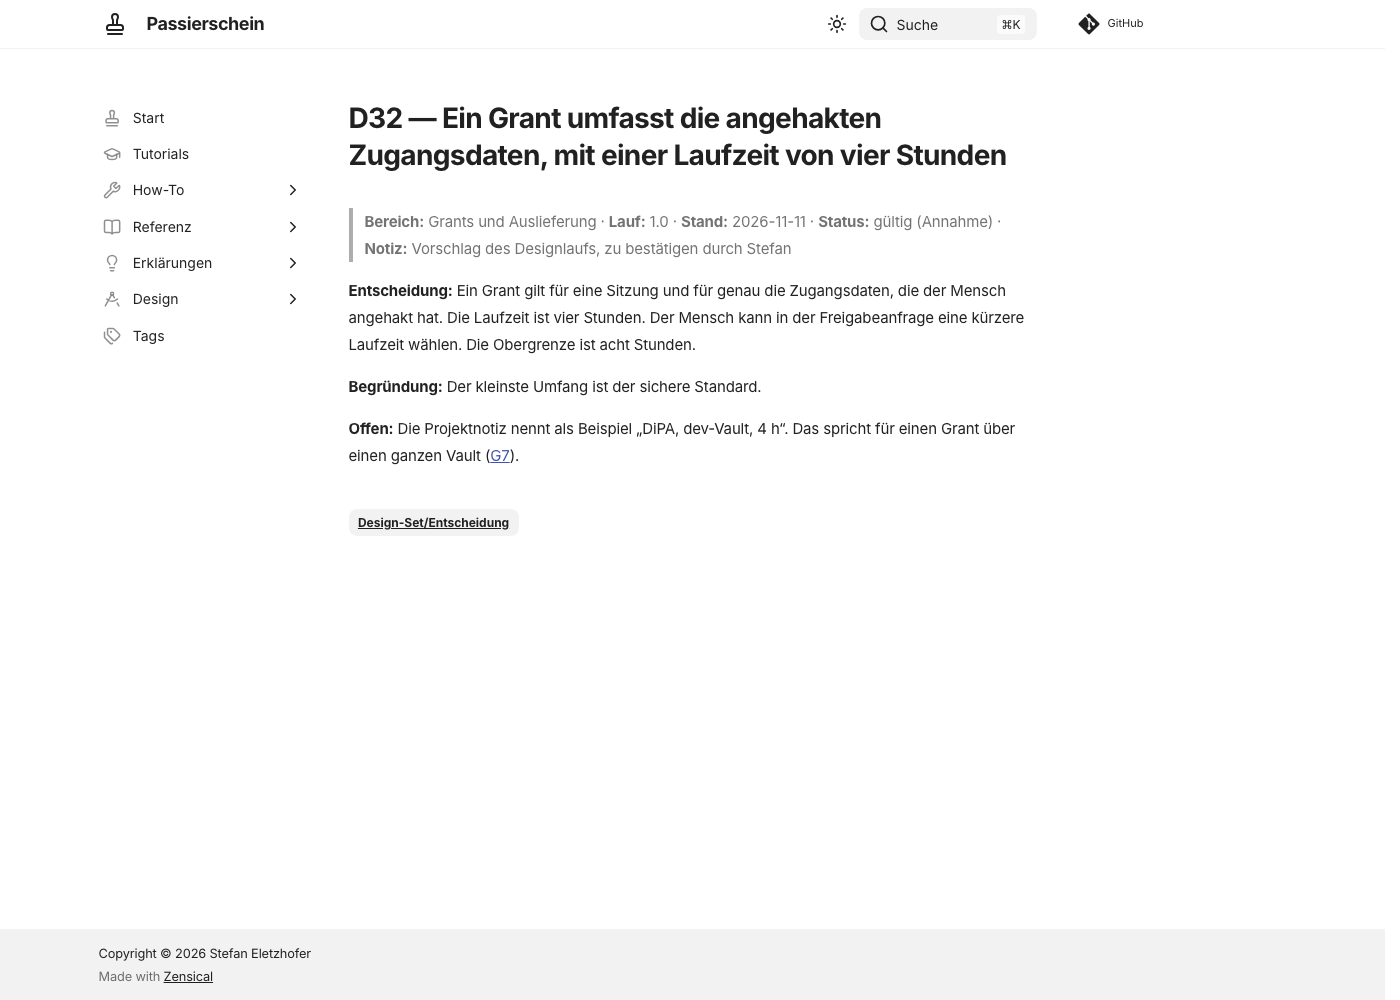 Passierschein
Suche
⌘K
GitHub
Start
Tutorials
How-To
Referenz
Erklärungen
Design
Tags
D32 — Ein Grant umfasst die angehakten
Zugangsdaten, mit einer Laufzeit von vier Stunden
Bereich: Grants und Auslieferung · Lauf: 1.0 · Stand: 2026-11-11 · Status: gültig (Annahme) ·
Notiz: Vorschlag des Designlaufs, zu bestätigen durch Stefan
Entscheidung: Ein Grant gilt für eine Sitzung und für genau die Zugangsdaten, die der Mensch
angehakt hat. Die Laufzeit ist vier Stunden. Der Mensch kann in der Freigabeanfrage eine kürzere
Laufzeit wählen. Die Obergrenze ist acht Stunden.
Begründung: Der kleinste Umfang ist der sichere Standard.
Offen: Die Projektnotiz nennt als Beispiel „DiPA, dev-Vault, 4 h“. Das spricht für einen Grant über
einen ganzen Vault (G7).
Design-Set/Entscheidung
Copyright © 2026 Stefan Eletzhofer
Made with Zensical